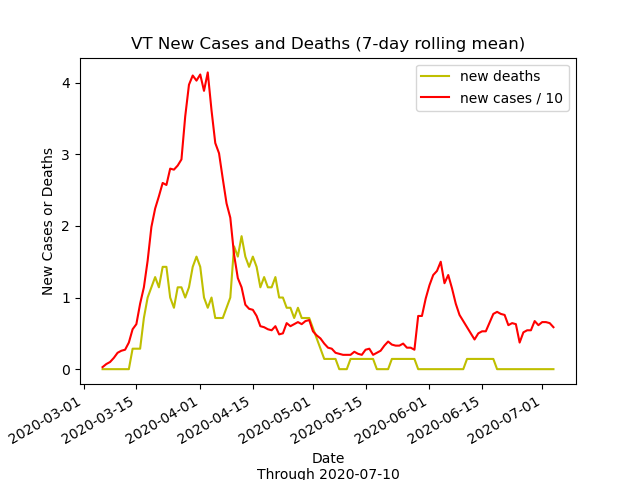 VT New Cases and Deaths (7-day rolling mean)
new deaths
new cases / 10
New Cases or Deaths
4
3
2
1
0
2020-03-01
2020-03-15
2020-04-01
2020-04-15
2020-05-01
2020-05-15
2020-06-01
2020-06-15
2020-07-01
Date
Through 2020-07-10